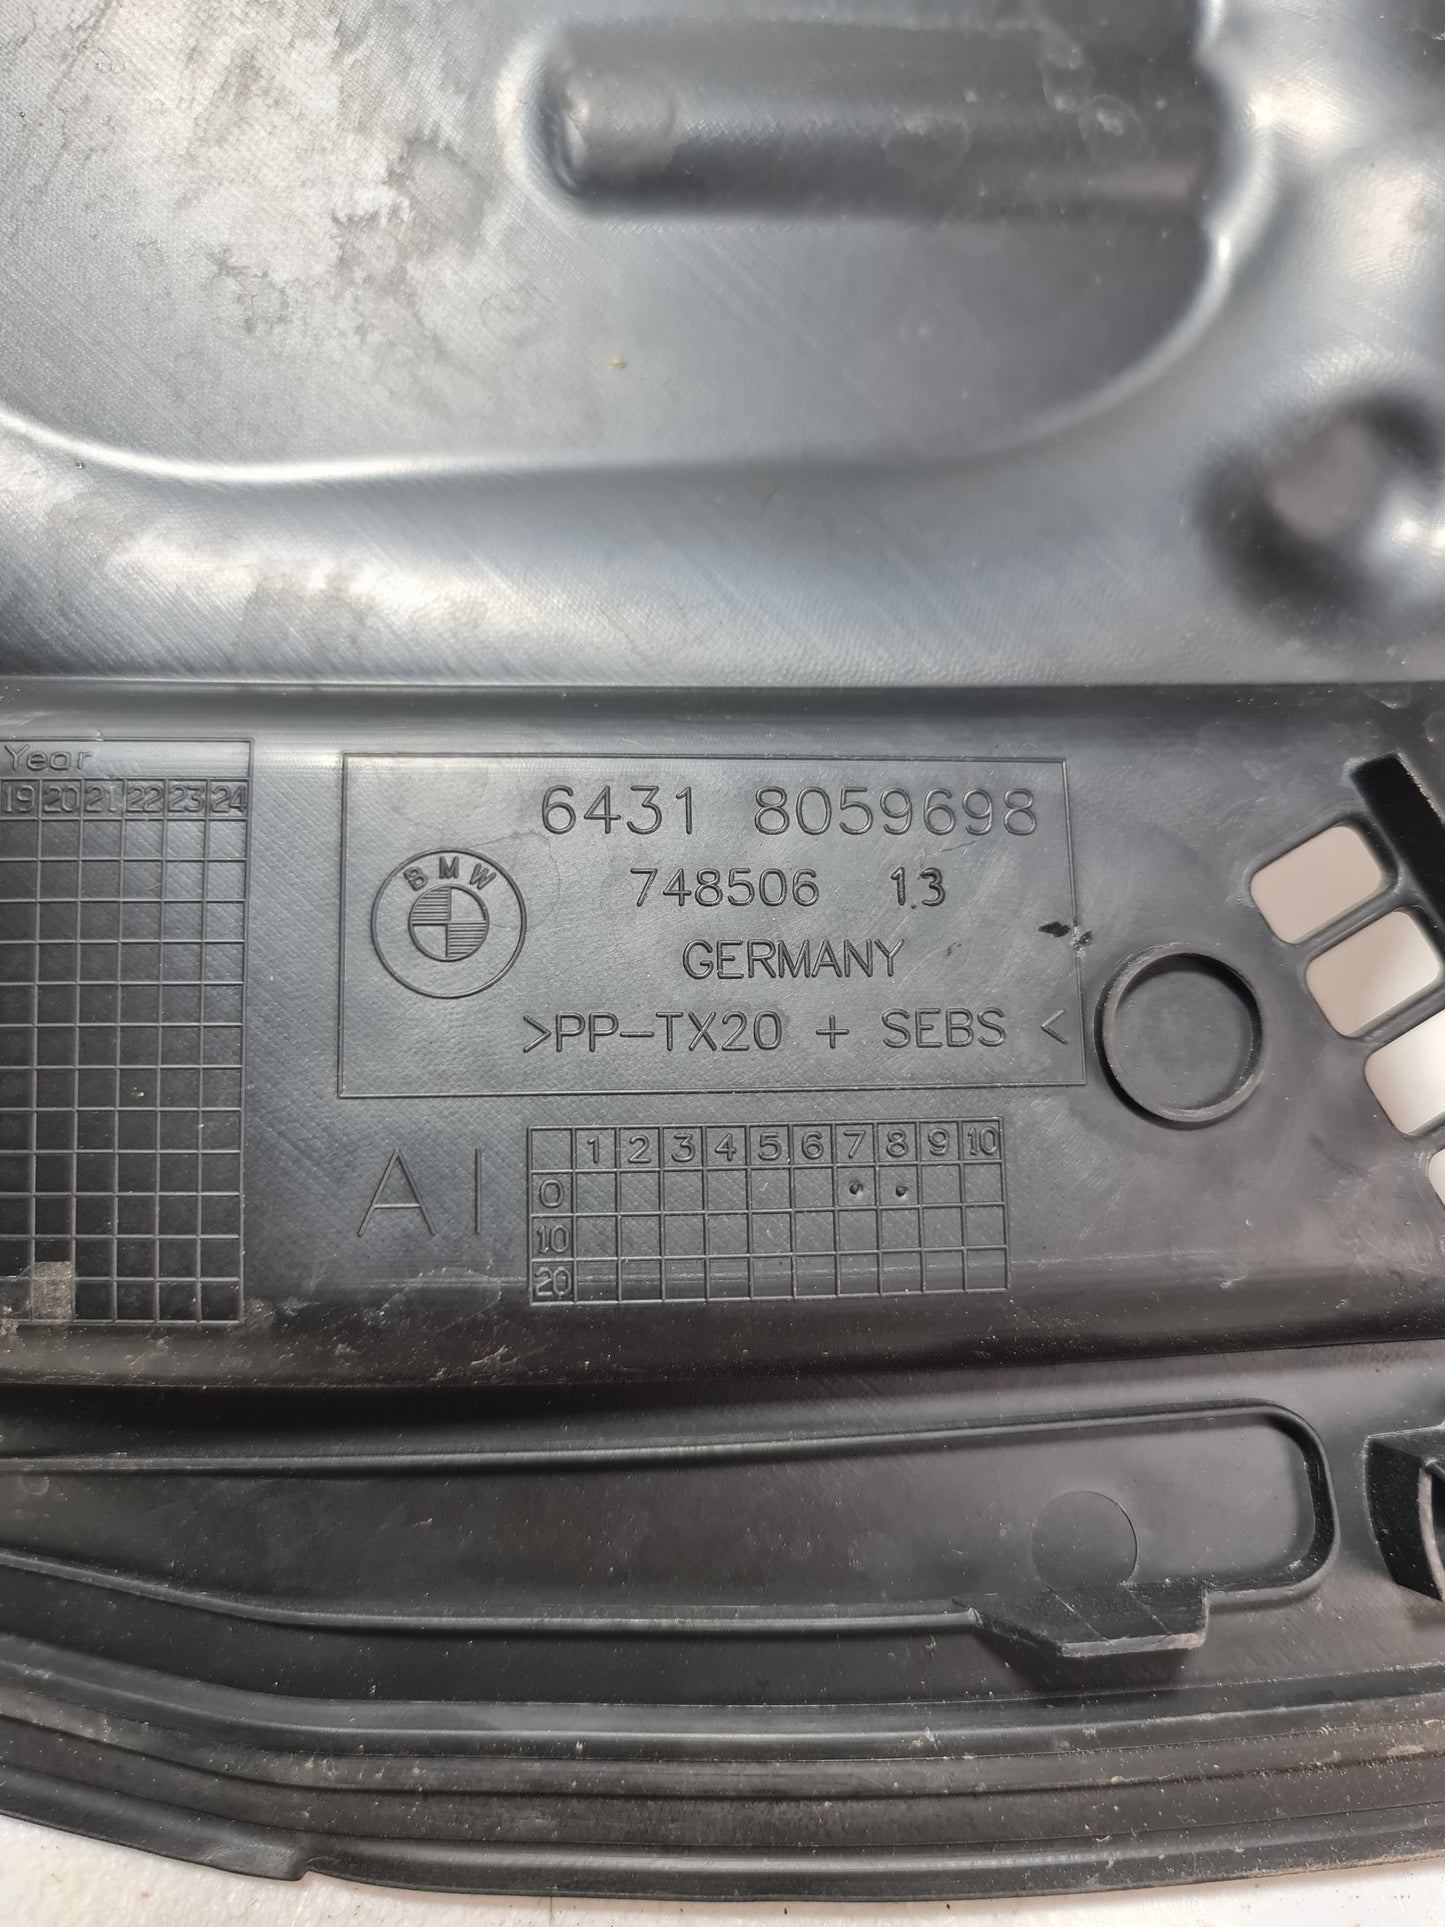 Year
19 20 21 22 23 24
6431 8059698
BMW
748506 13
GERMANY
>PP-TX20 + SEBS <
AI
1 2 3 4 5 6 7 8 9 10
0
10
20